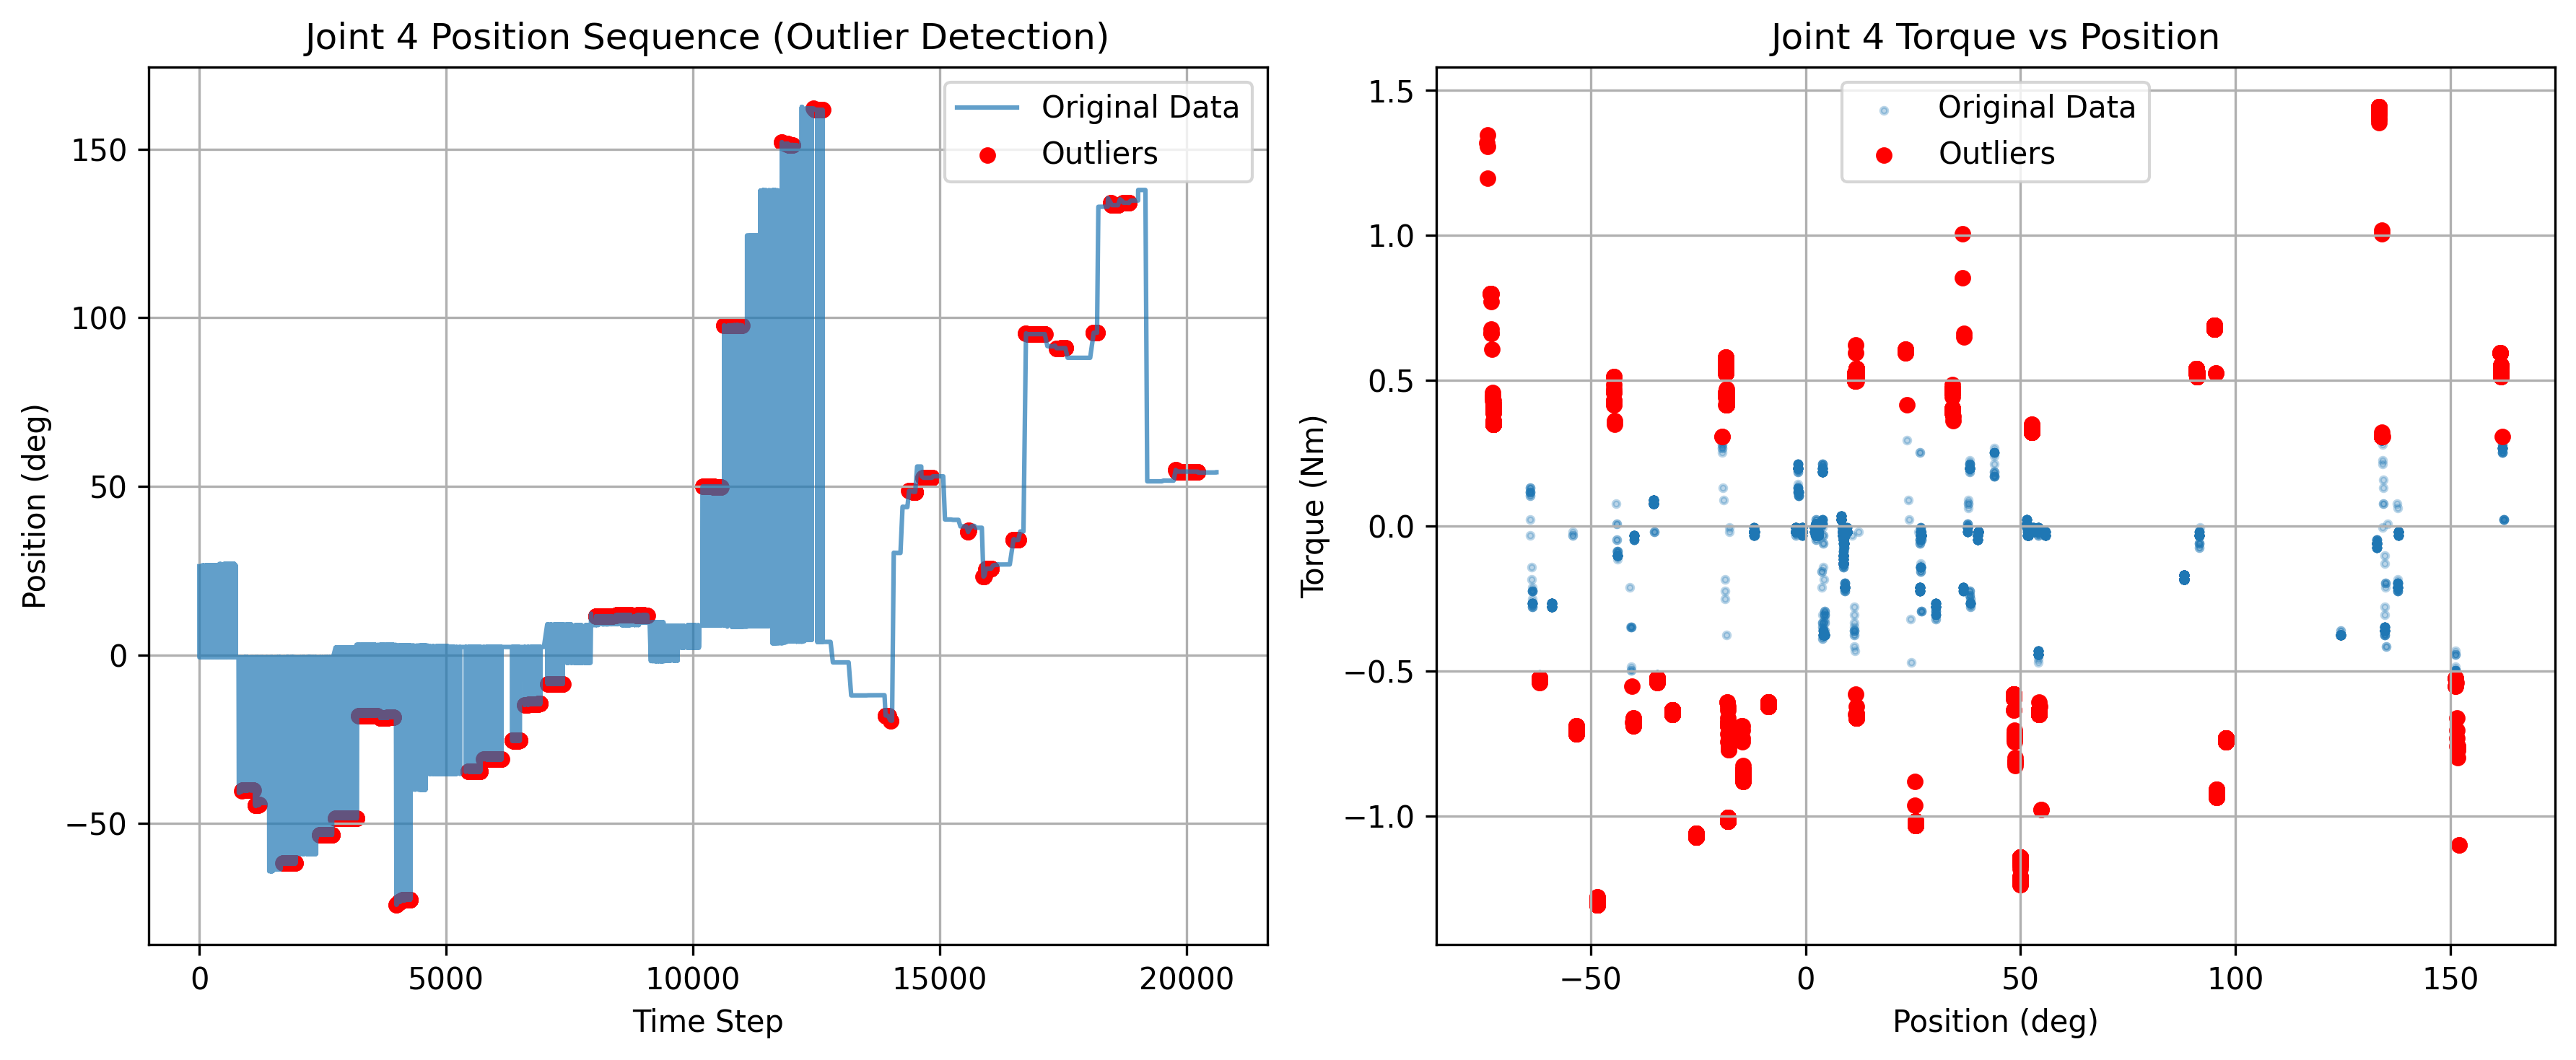 Joint 4 Position Sequence (Outlier Detection)
Original Data
Outliers
150
100
50
0
−50
Position (deg)
0
5000
10000
15000
20000
Time Step
Joint 4 Torque vs Position
Original Data
Outliers
1.5
1.0
0.5
0.0
−0.5
−1.0
Torque (Nm)
−50
0
50
100
150
Position (deg)